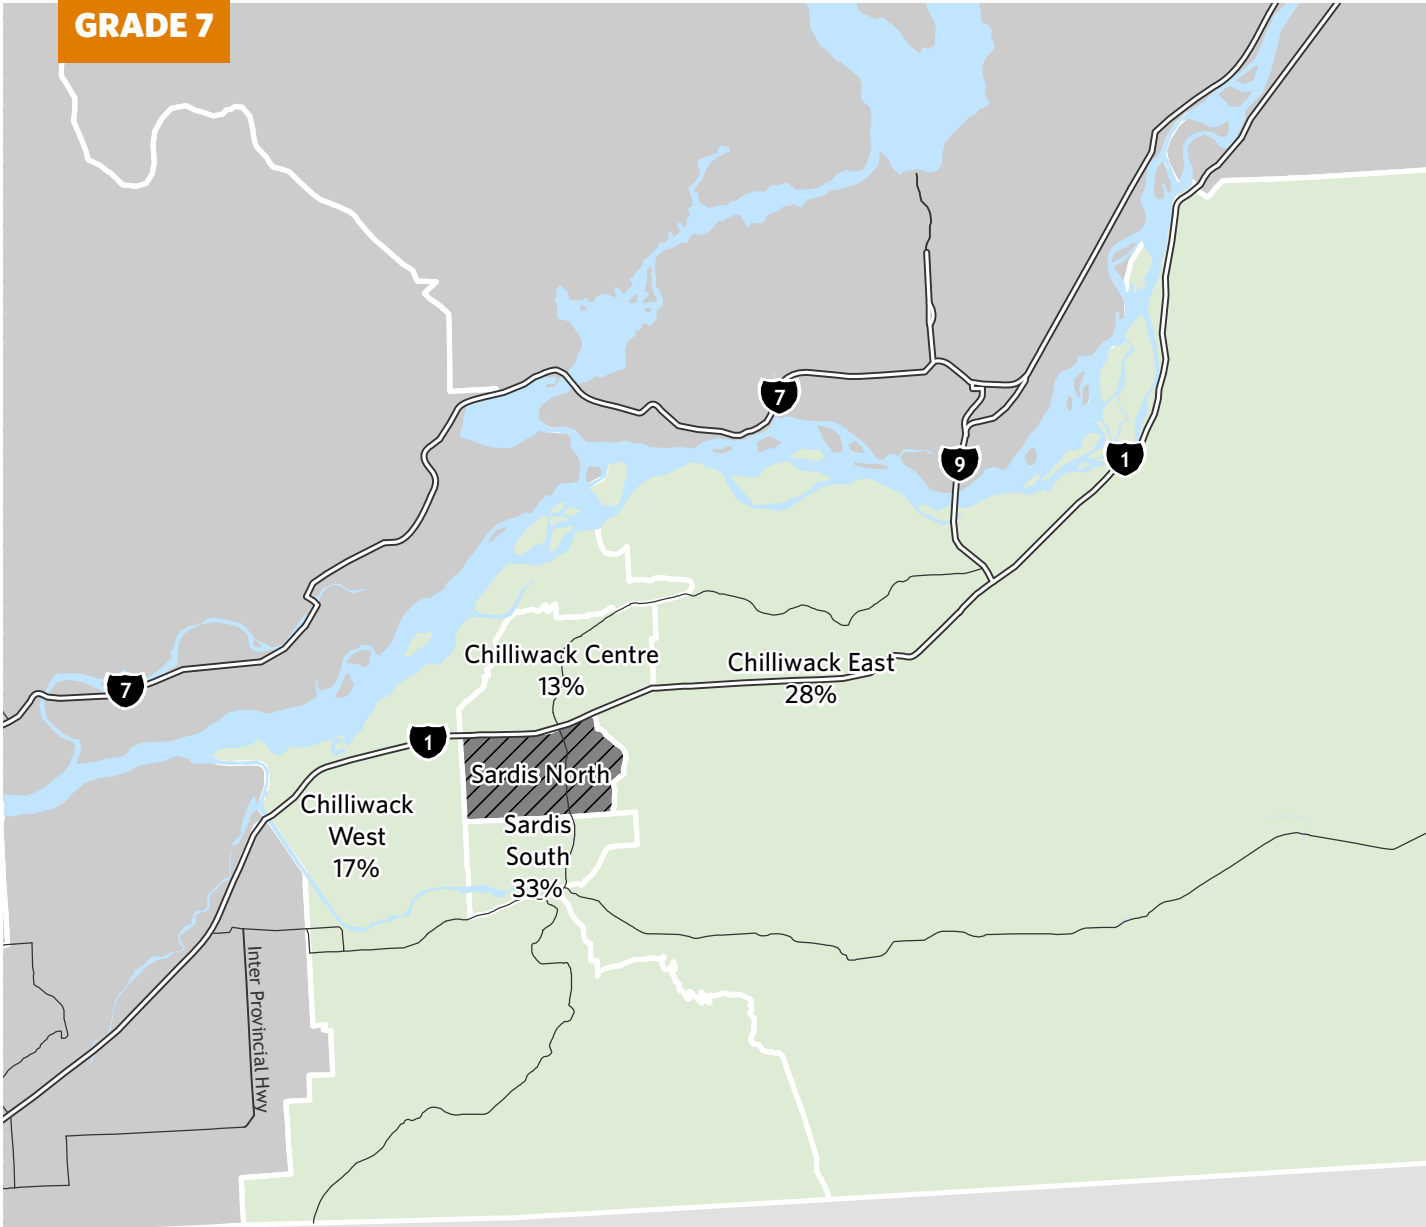 GRADE 7
7
9
1
Chilliwack Centre
13%
Chilliwack East
28%
7
1
Sardis North
Chilliwack
West
17%
Sardis
South
33%
Inter Provincial Hwy